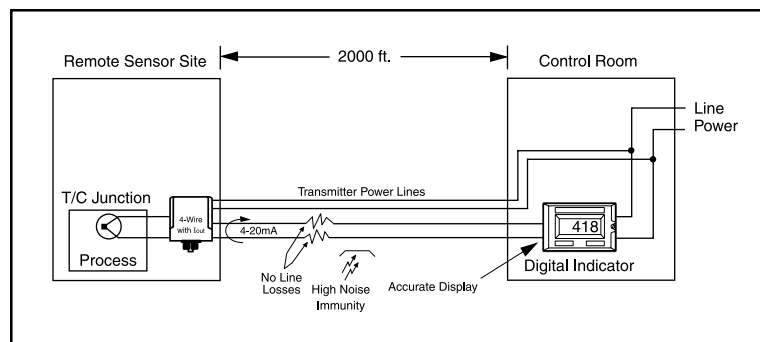 2000 ft.
Remote Sensor Site
Control Room
Line
Power
Transmitter Power Lines
T/C Junction
4-Wire
with Iout
4-20mA
418
Process
No Line
Losses
High Noise
Immunity
Accurate Display
Digital Indicator